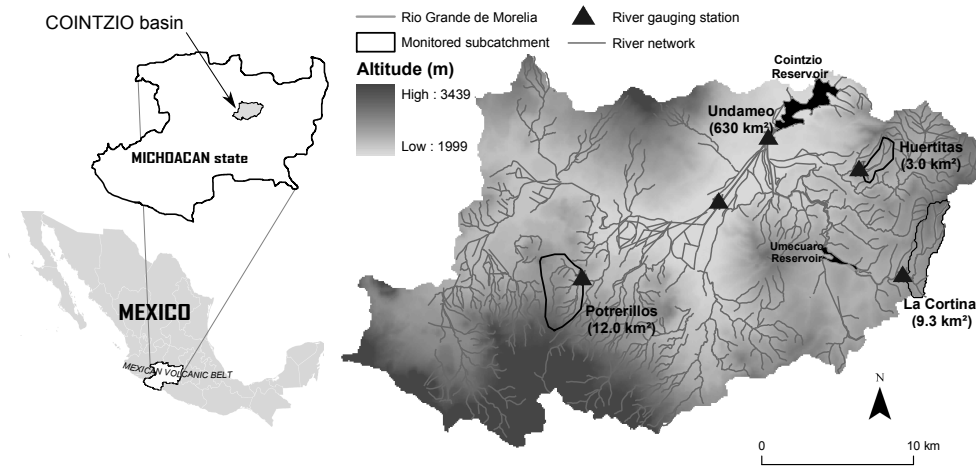 COINTZIO basin
MICHOACAN state
MEXICO
MEXICAN VOLCANIC BELT
Rio Grande de Morelia
River gauging station
Monitored subcatchment
River network
Altitude (m)
High : 3439
Low : 1999
Cointzio
Reservoir
Undameo
(630 km²)
Huertitas
(3.0 km²)
Umecuaro
Reservoir
La Cortina
(9.3 km²)
Potrerillos
(12.0 km²)
N
0 10 km